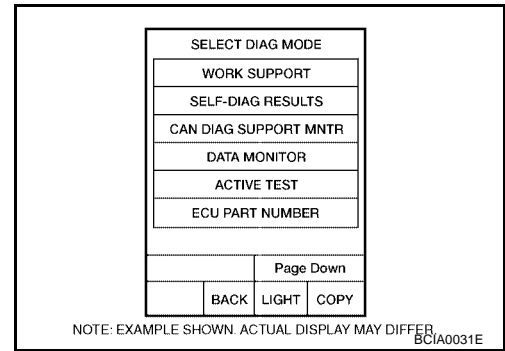 SELECT DIAG MODE
WORK SUPPORT
SELF-DIAG RESULTS
CAN DIAG SUPPORT MNTR
DATA MONITOR
ACTIVE TEST
ECU PART NUMBER
Page Down
BACK LIGHT COPY
NOTE: EXAMPLE SHOWN. ACTUAL DISPLAY MAY DIFFER.
BCIA0031E